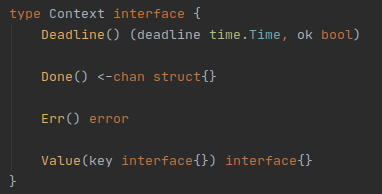 type Context interface {
Deadline() (deadline time.Time, ok bool)
Done() <-chan struct{}
Err() error
Value(key interface{}) interface{}
}